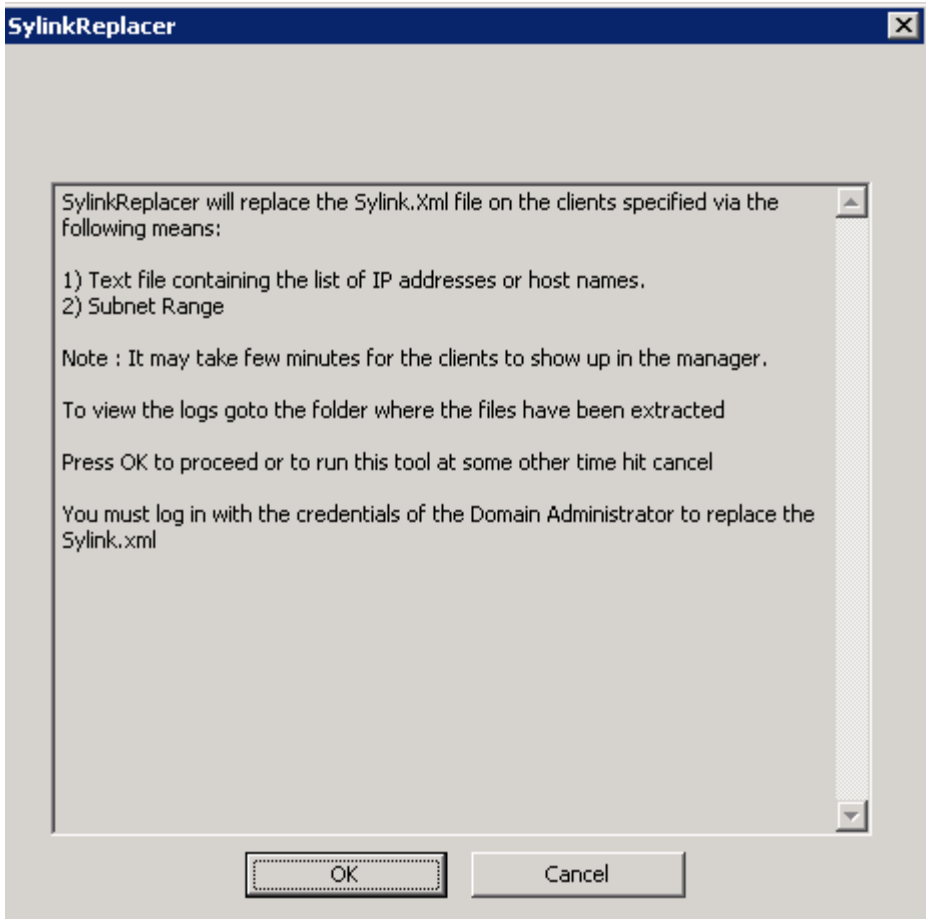 SylinkReplacer
SylinkReplacer will replace the Sylink.Xml file on the clients specified via the
following means:
1) Text file containing the list of IP addresses or host names.
2) Subnet Range
Note : It may take few minutes for the clients to show up in the manager.
To view the logs goto the folder where the files have been extracted
Press OK to proceed or to run this tool at some other time hit cancel
You must log in with the credentials of the Domain Administrator to replace the
Sylink.xml
OK
Cancel